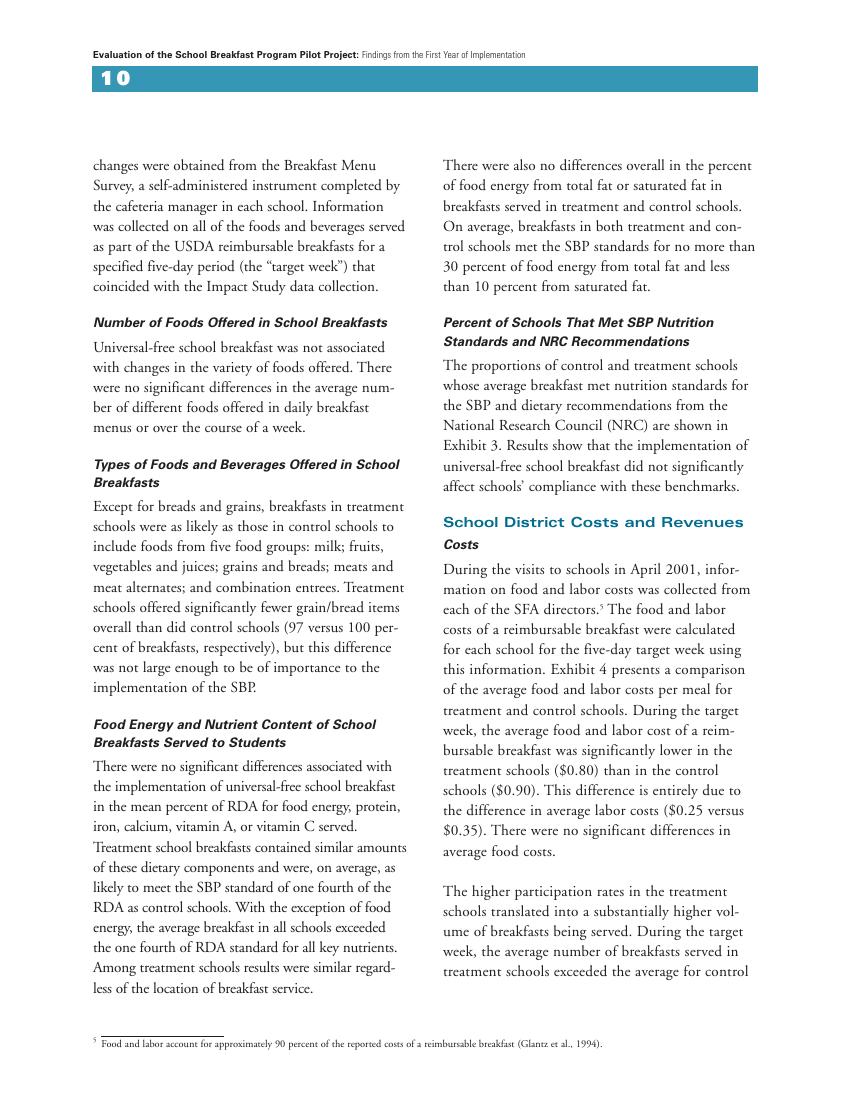 Evaluation of the School Breakfast Program Pilot Project: Findings from the First Year of Implementation
10
changes were obtained from the Breakfast Menu
Survey, a self-administered instrument completed by
the cafeteria manager in each school. Information
was collected on all of the foods and beverages served
as part of the USDA reimbursable breakfasts for a
specified five-day period (the “target week”) that
coincided with the Impact Study data collection.
Number of Foods Offered in School Breakfasts
Universal-free school breakfast was not associated
with changes in the variety of foods offered. There
were no significant differences in the average num-
ber of different foods offered in daily breakfast
menus or over the course of a week.
Types of Foods and Beverages Offered in School
Breakfasts
Except for breads and grains, breakfasts in treatment
schools were as likely as those in control schools to
include foods from five food groups: milk; fruits,
vegetables and juices; grains and breads; meats and
meat alternates; and combination entrees. Treatment
schools offered significantly fewer grain/bread items
overall than did control schools (97 versus 100 per-
cent of breakfasts, respectively), but this difference
was not large enough to be of importance to the
implementation of the SBP.
Food Energy and Nutrient Content of School
Breakfasts Served to Students
There were no significant differences associated with
the implementation of universal-free school breakfast
in the mean percent of RDA for food energy, protein,
iron, calcium, vitamin A, or vitamin C served.
Treatment school breakfasts contained similar amounts
of these dietary components and were, on average, as
likely to meet the SBP standard of one fourth of the
RDA as control schools. With the exception of food
energy, the average breakfast in all schools exceeded
the one fourth of RDA standard for all key nutrients.
Among treatment schools results were similar regard-
less of the location of breakfast service.
There were also no differences overall in the percent
of food energy from total fat or saturated fat in
breakfasts served in treatment and control schools.
On average, breakfasts in both treatment and con-
trol schools met the SBP standards for no more than
30 percent of food energy from total fat and less
than 10 percent from saturated fat.
Percent of Schools That Met SBP Nutrition
Standards and NRC Recommendations
The proportions of control and treatment schools
whose average breakfast met nutrition standards for
the SBP and dietary recommendations from the
National Research Council (NRC) are shown in
Exhibit 3. Results show that the implementation of
universal-free school breakfast did not significantly
affect schools’ compliance with these benchmarks.
School District Costs and Revenues
Costs
During the visits to schools in April 2001, infor-
mation on food and labor costs was collected from
each of the SFA directors.5 The food and labor
costs of a reimbursable breakfast were calculated
for each school for the five-day target week using
this information. Exhibit 4 presents a comparison
of the average food and labor costs per meal for
treatment and control schools. During the target
week, the average food and labor cost of a reim-
bursable breakfast was significantly lower in the
treatment schools ($0.80) than in the control
schools ($0.90). This difference is entirely due to
the difference in average labor costs ($0.25 versus
$0.35). There were no significant differences in
average food costs.
The higher participation rates in the treatment
schools translated into a substantially higher vol-
ume of breakfasts being served. During the target
week, the average number of breakfasts served in
treatment schools exceeded the average for control
5 Food and labor account for approximately 90 percent of the reported costs of a reimbursable breakfast (Glantz et al., 1994).